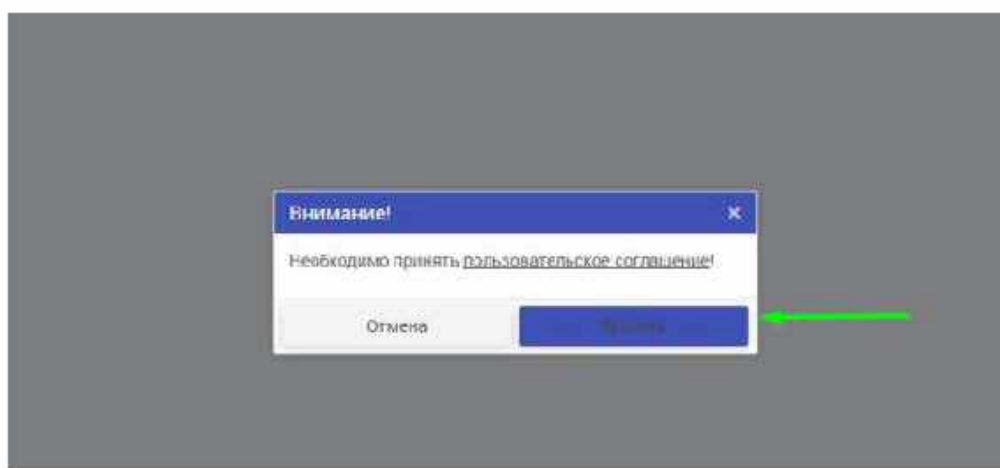 Внимание!
Необходимо принять пользовательское соглашение!
Отмена